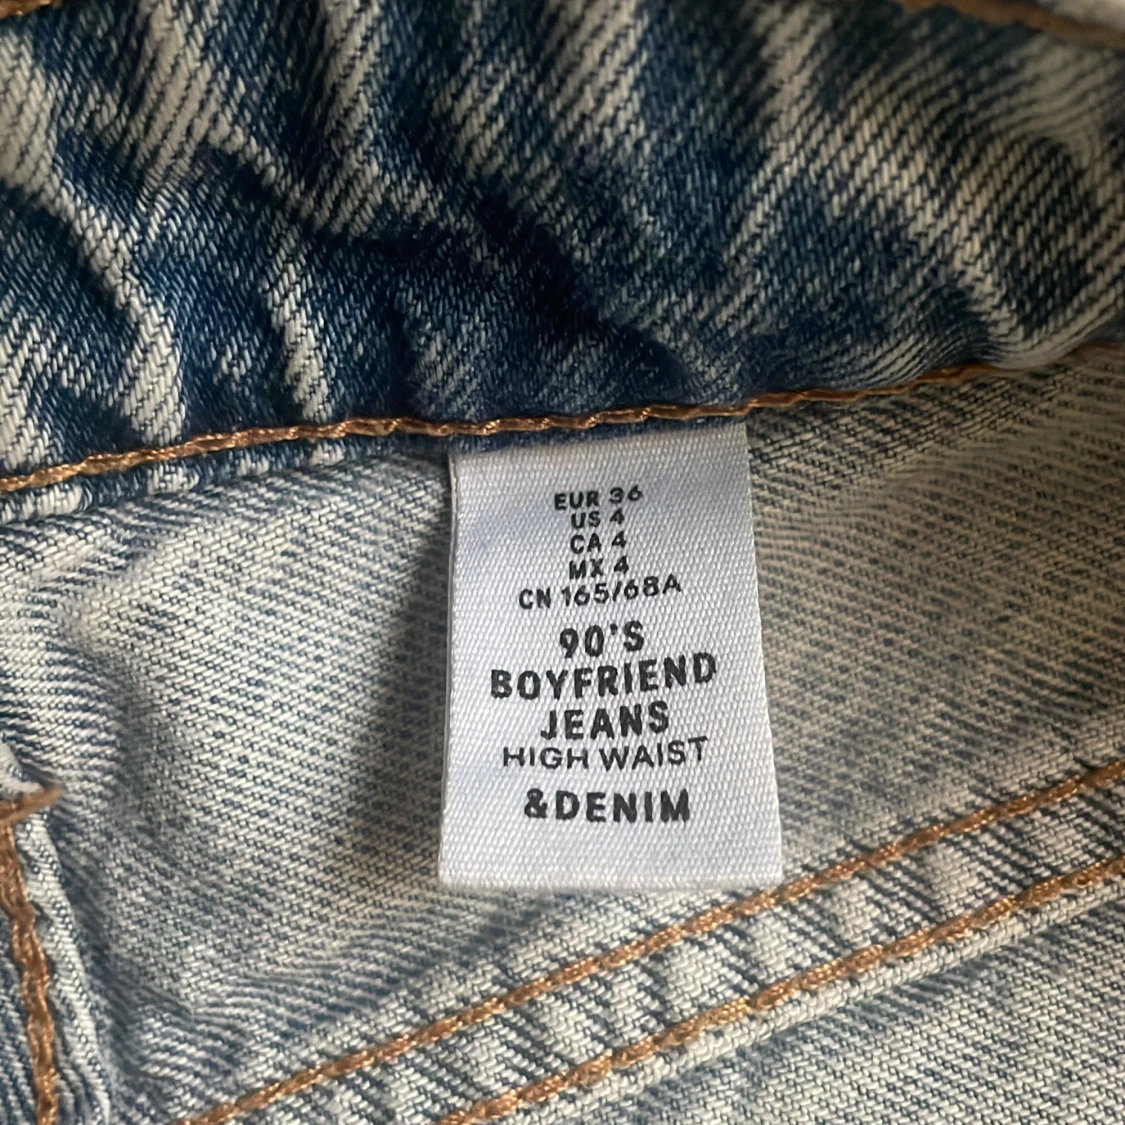 EUR 36
US 4
CA 4
MX 4
CN 165/68A
90'S
BOYFRIEND
JEANS
HIGH WAIST
&DENIM